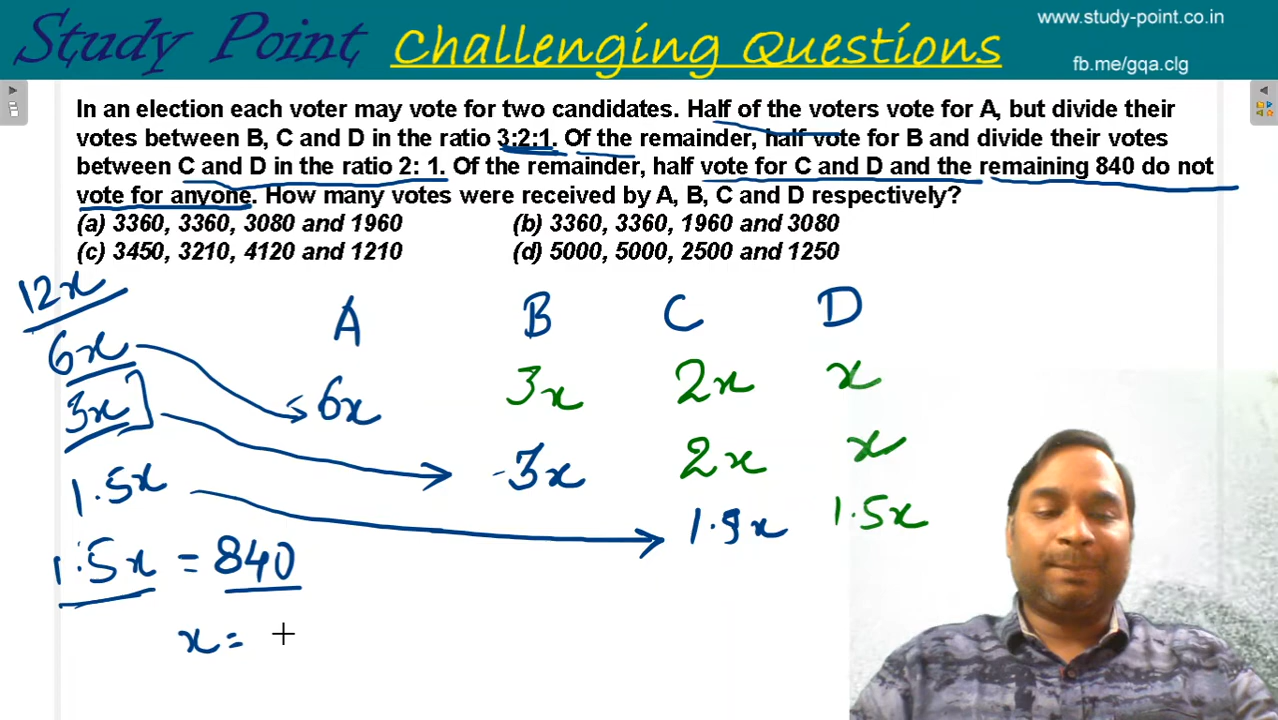 Study Point Challenging Questions
www.study-point.co.in
fb.me/gqa.clg
In an election each voter may vote for two candidates. Half of the voters vote for A, but divide their
votes between B, C and D in the ratio 3:2:1. Of the remainder, half vote for B and divide their votes
between C and D in the ratio 2: 1. Of the remainder, half vote for C and D and the remaining 840 do not
vote for anyone. How many votes were received by A, B, C and D respectively?
(a) 3360, 3360, 3080 and 1960 (b) 3360, 3360, 1960 and 3080
(c) 3450, 3210, 4120 and 1210 (d) 5000, 5000, 2500 and 1250
12x
A B C D
6x 3x 2x x
3x 6x
-3x 2x x
1.5x 1.5x 1.5x
1.5x = 840
x =